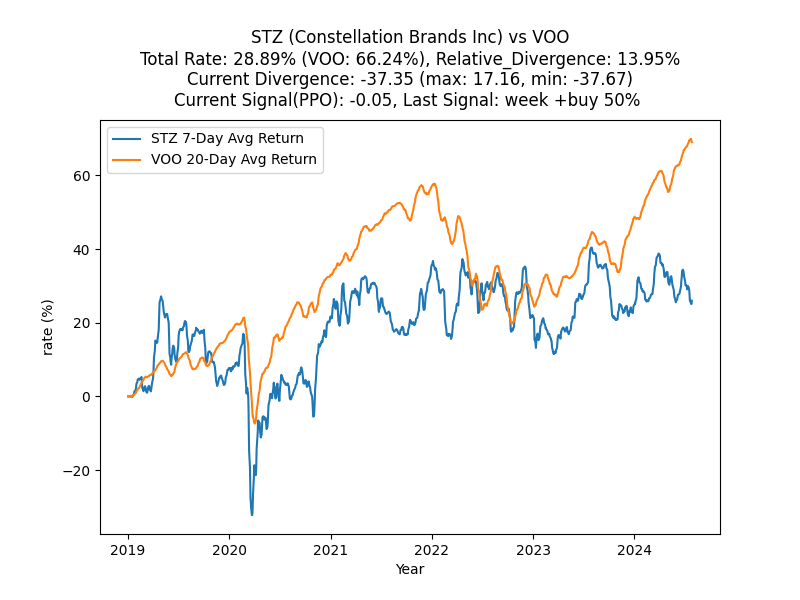 STZ (Constellation Brands Inc) vs VOO
Total Rate: 28.89% (VOO: 66.24%), Relative_Divergence: 13.95%
Current Divergence: -37.35 (max: 17.16, min: -37.67)
Current Signal(PPO): -0.05, Last Signal: week +buy 50%
STZ 7-Day Avg Return
VOO 20-Day Avg Return
60
40
20
0
−20
rate (%)
2019 2020 2021 2022 2023 2024
Year